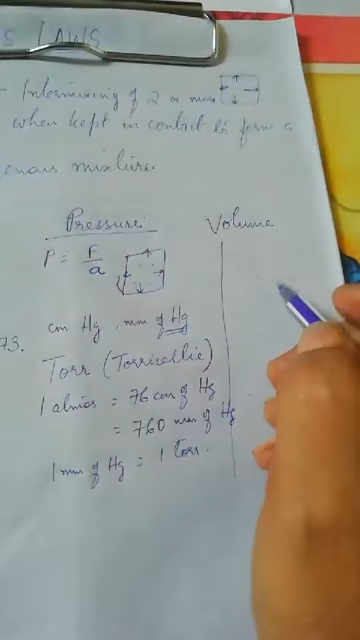 S LAWS
- Intermixing of 2 or more
when kept in contact to form a
enous mixture.
Pressure
Volume
P = F/a
cm Hg, mm of Hg
73.
Torr (Torricellie)
1 atmos = 76 cm of Hg
= 760 mm of Hg
1 mm of Hg = 1 torr.